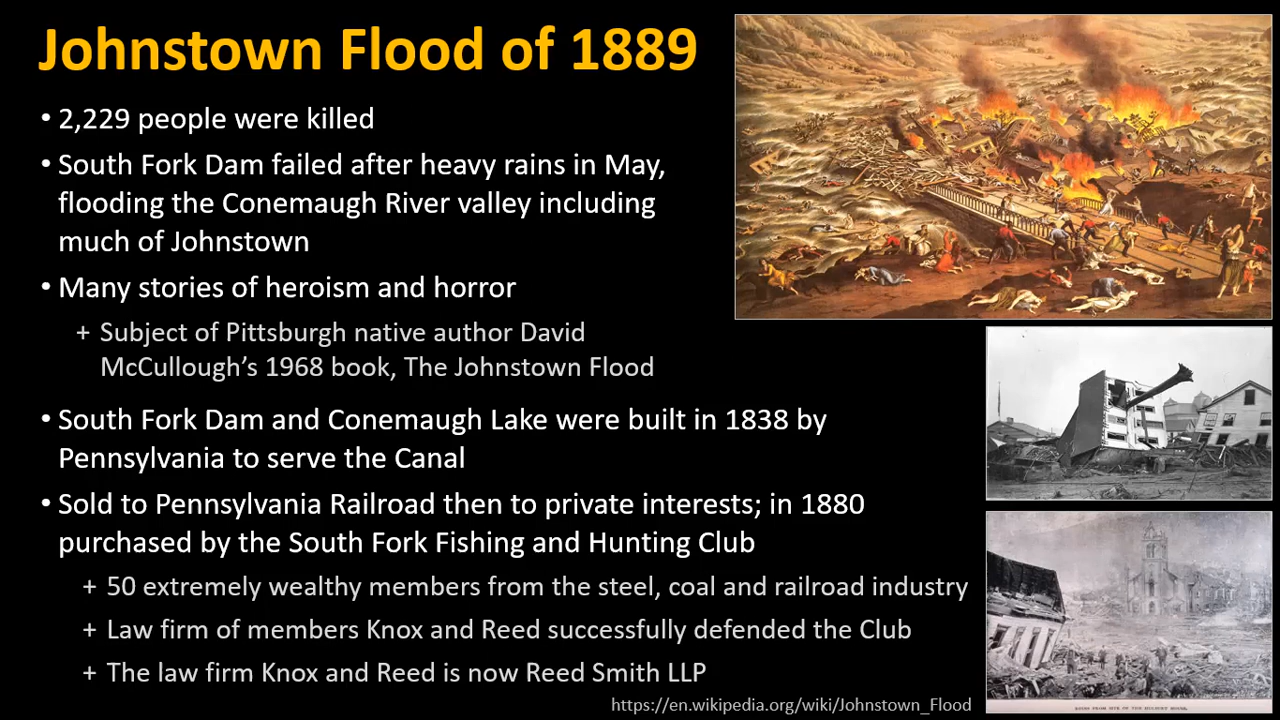 Johnstown Flood of 1889
• 2,229 people were killed
• South Fork Dam failed after heavy rains in May,
flooding the Conemaugh River valley including
much of Johnstown
• Many stories of heroism and horror
+ Subject of Pittsburgh native author David
McCullough’s 1968 book, The Johnstown Flood
• South Fork Dam and Conemaugh Lake were built in 1838 by
Pennsylvania to serve the Canal
• Sold to Pennsylvania Railroad then to private interests; in 1880
purchased by the South Fork Fishing and Hunting Club
+ 50 extremely wealthy members from the steel, coal and railroad industry
+ Law firm of members Knox and Reed successfully defended the Club
+ The law firm Knox and Reed is now Reed Smith LLP
https://en.wikipedia.org/wiki/Johnstown_Flood